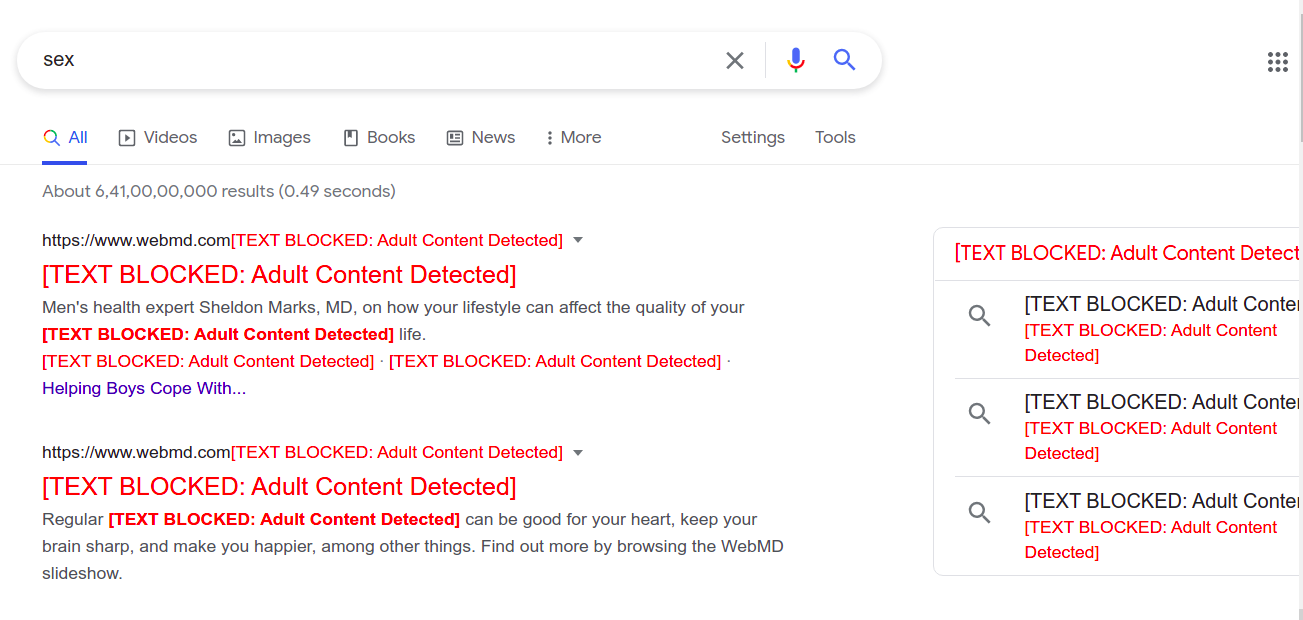 sex
All Videos Images Books News More Settings Tools
About 6,41,00,00,000 results (0.49 seconds)
https://www.webmd.com[TEXT BLOCKED: Adult Content Detected]
[TEXT BLOCKED: Adult Content Detected]
Men's health expert Sheldon Marks, MD, on how your lifestyle can affect the quality of your
[TEXT BLOCKED: Adult Content Detected] life.
[TEXT BLOCKED: Adult Content Detected] · [TEXT BLOCKED: Adult Content Detected] ·
Helping Boys Cope With...
https://www.webmd.com[TEXT BLOCKED: Adult Content Detected]
[TEXT BLOCKED: Adult Content Detected]
Regular [TEXT BLOCKED: Adult Content Detected] can be good for your heart, keep your
brain sharp, and make you happier, among other things. Find out more by browsing the WebMD
slideshow.
[TEXT BLOCKED: Adult Content Detect
[TEXT BLOCKED: Adult Conte
[TEXT BLOCKED: Adult Content
Detected]
[TEXT BLOCKED: Adult Conte
[TEXT BLOCKED: Adult Content
Detected]
[TEXT BLOCKED: Adult Conte
[TEXT BLOCKED: Adult Content
Detected]